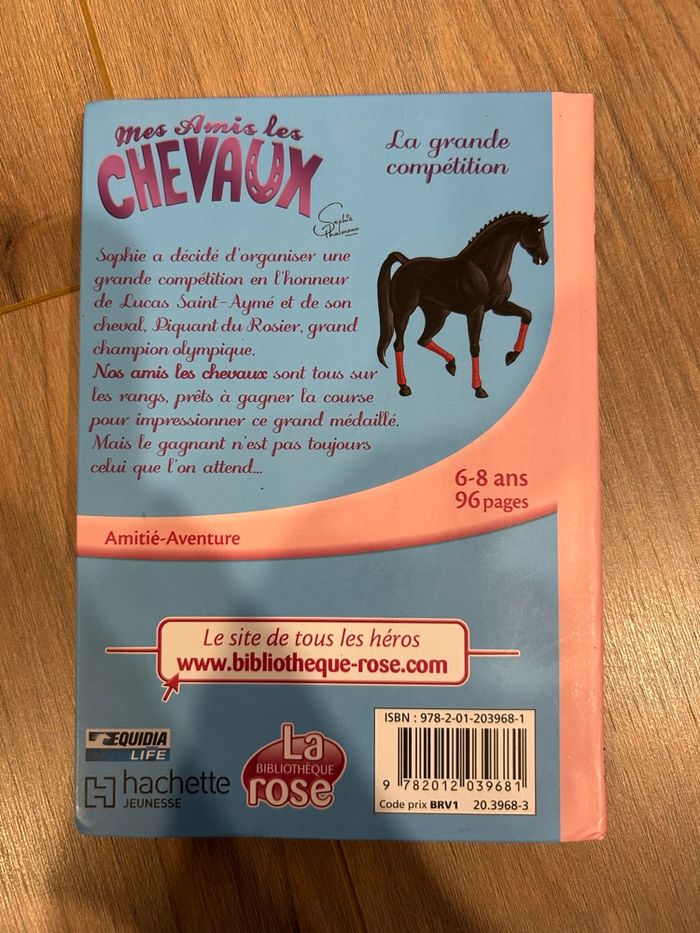 Mes Amis les
CHEVAUX
Sophie
Thalmann
La grande
compétition
Sophie a décidé d'organiser une
grande compétition en l'honneur
de Lucas Saint-Aymé et de son
cheval, Piquant du Rosier, grand
champion olympique.
Nos amis les chevaux sont tous sur
les rangs, prêts à gagner la course
pour impressionner ce grand médaillé.
Mais le gagnant n'est pas toujours
celui que l'on attend...
6-8 ans
96 pages
Amitié-Aventure
Le site de tous les héros
www.bibliotheque-rose.com
EQUIDIA
LIFE
hachette
JEUNESSE
La
BIBLIOTHÈQUE
rose
ISBN : 978-2-01-203968-1
9 782012 039681
Code prix BRV1 20.3968-3